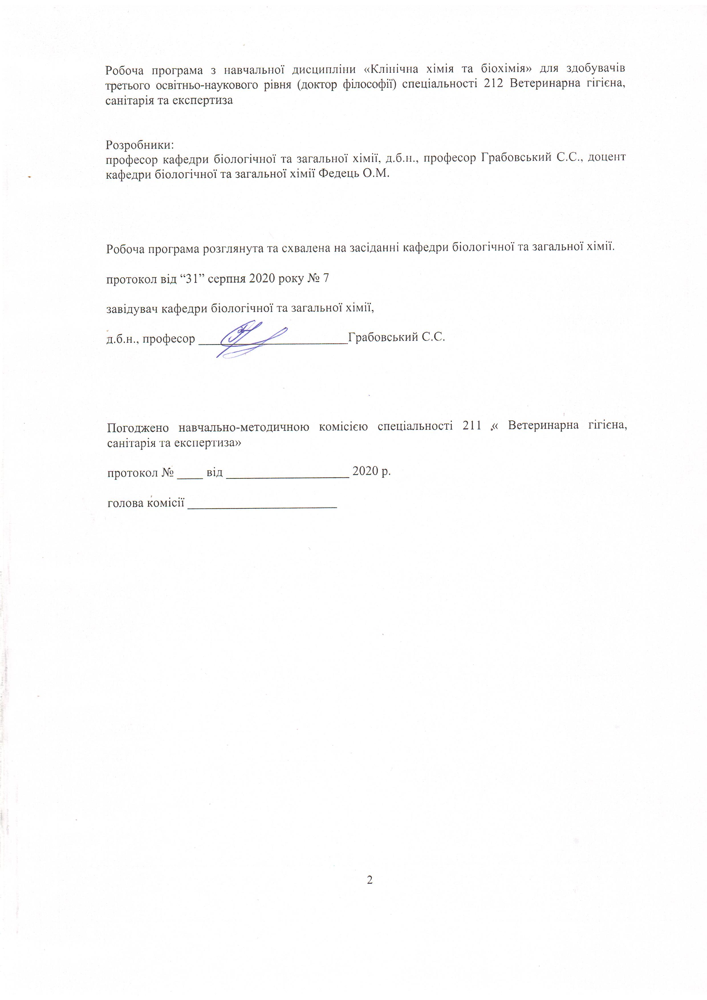 Робоча програма з навчальної дисципліни «Клінічна хімія та біохімія» для здобувачів
третього освітньо-наукового рівня (доктор філософії) спеціальності 212 Ветеринарна гігієна,
санітарія та експертиза
Розробники:
професор кафедри біологічної та загальної хімії, д.б.н., професор Грабовський С.С., доцент
кафедри біологічної та загальної хімії Федець О.М.
Робоча програма розглянута та схвалена на засіданні кафедри біологічної та загальної хімії.
протокол від “31” серпня 2020 року № 7
завідувач кафедри біологічної та загальної хімії,
д.б.н., професор ________________________Грабовський С.С.
Погоджено навчально-методичною комісією спеціальності 211 « Ветеринарна гігієна,
санітарія та експертиза»
протокол № ____ від ____________________ 2020 р.
голова комісії ________________________
2